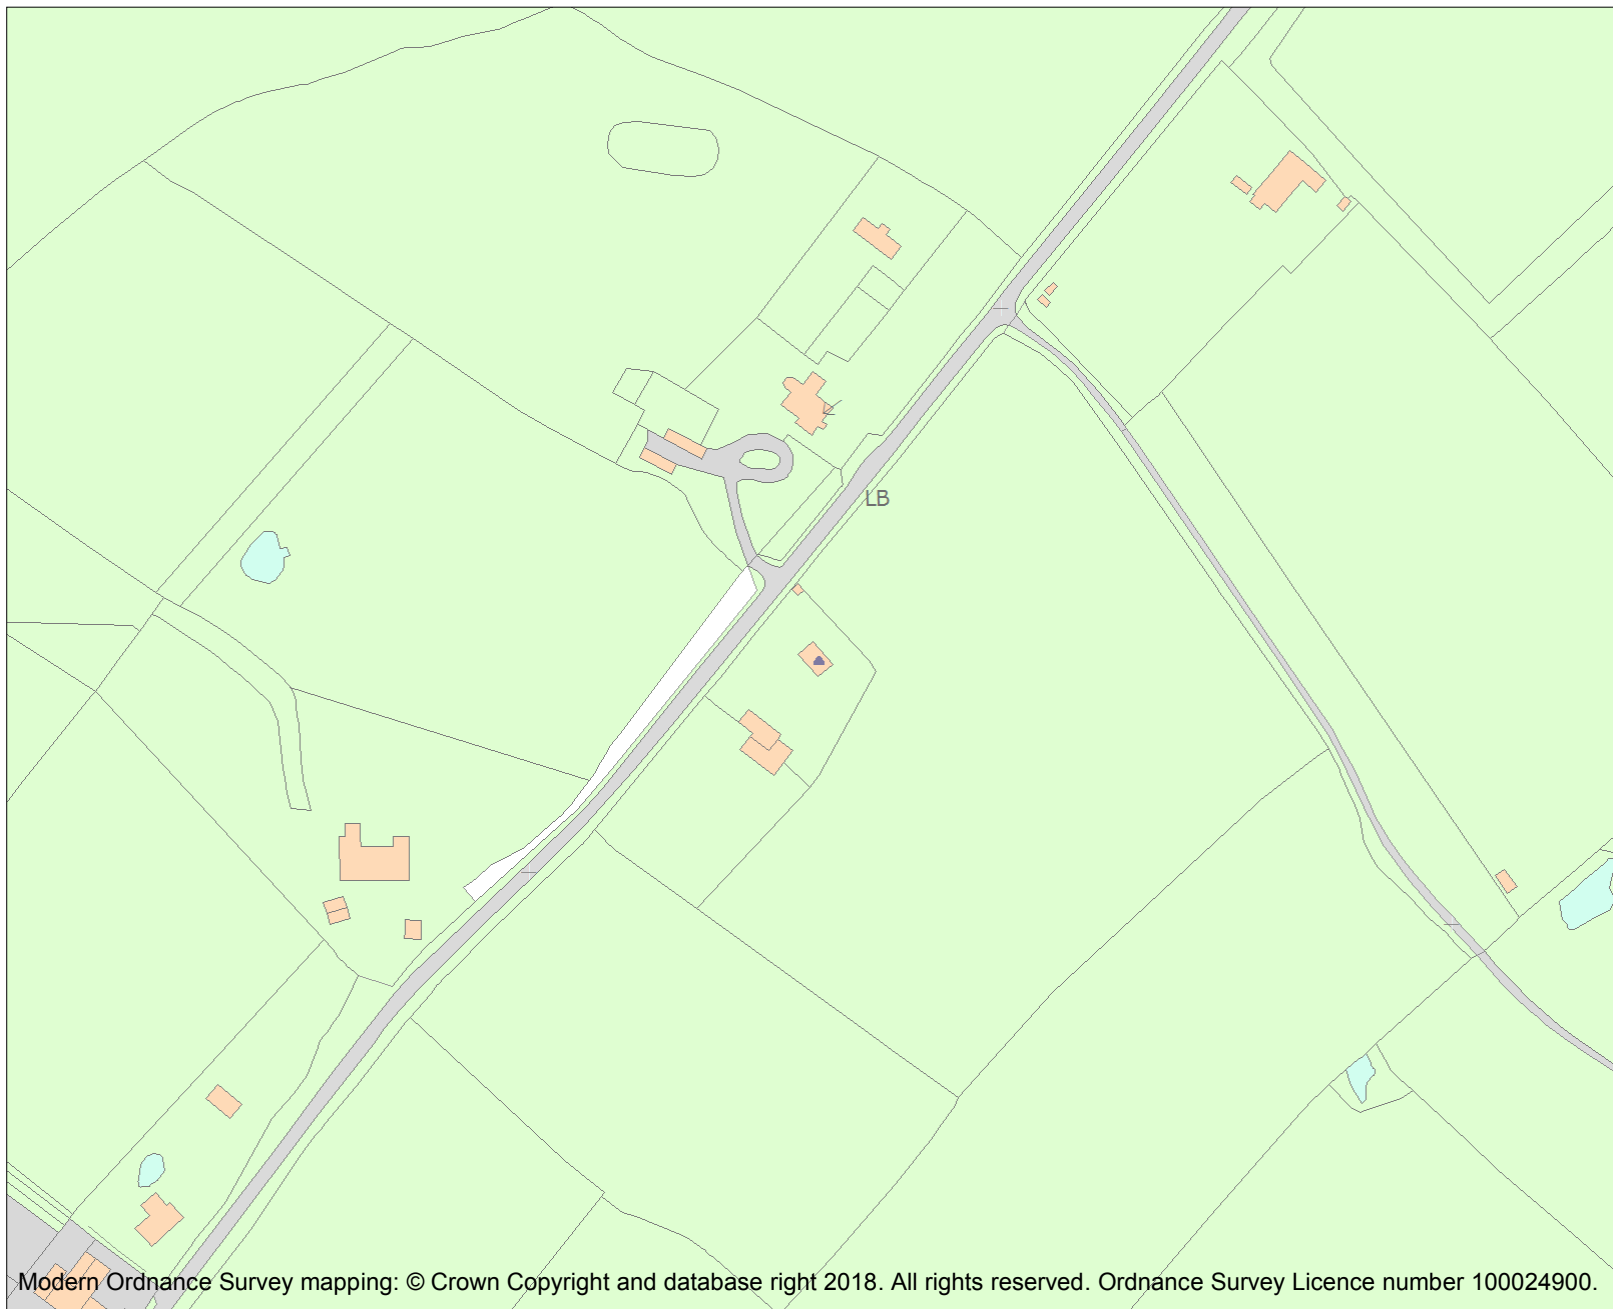 LB
Modern Ordnance Survey mapping: © Crown Copyright and database right 2018. All rights reserved. Ordnance Survey Licence number 100024900.